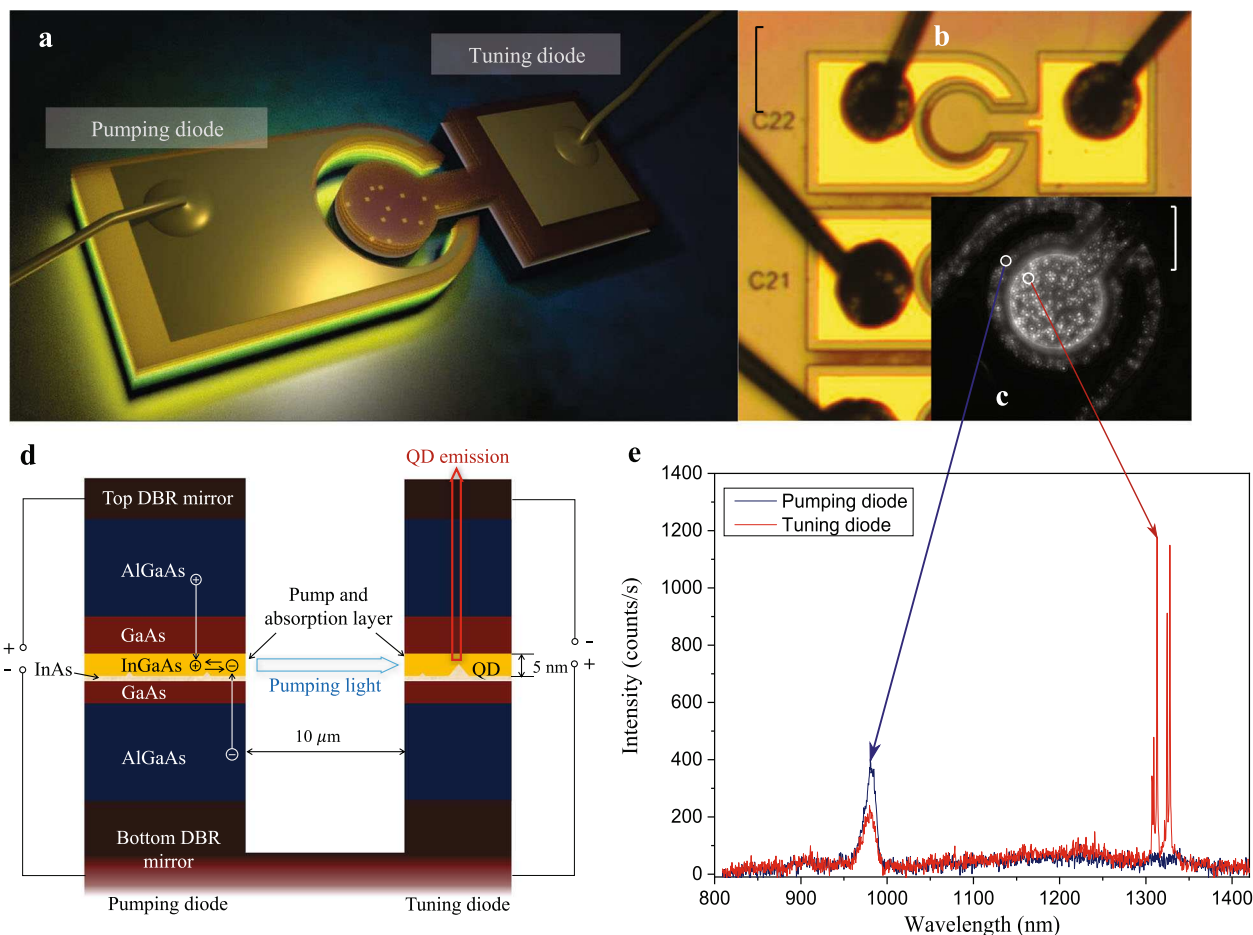 a
Tuning diode
Pumping diode
b
C22
C21
c
d
QD emission
Top DBR mirror
AlGaAs
GaAs
InGaAs
InAs
GaAs
AlGaAs
Bottom DBR
mirror
Pumping diode
+
-
+
-
Pump and
absorption layer
Pumping light
10 μm
QD
5 nm
-
+
Tuning diode
e
Pumping diode
Tuning diode
Intensity (counts/s)
1400
1200
1000
800
600
400
200
0
800 900 1000 1100 1200 1300 1400
Wavelength (nm)